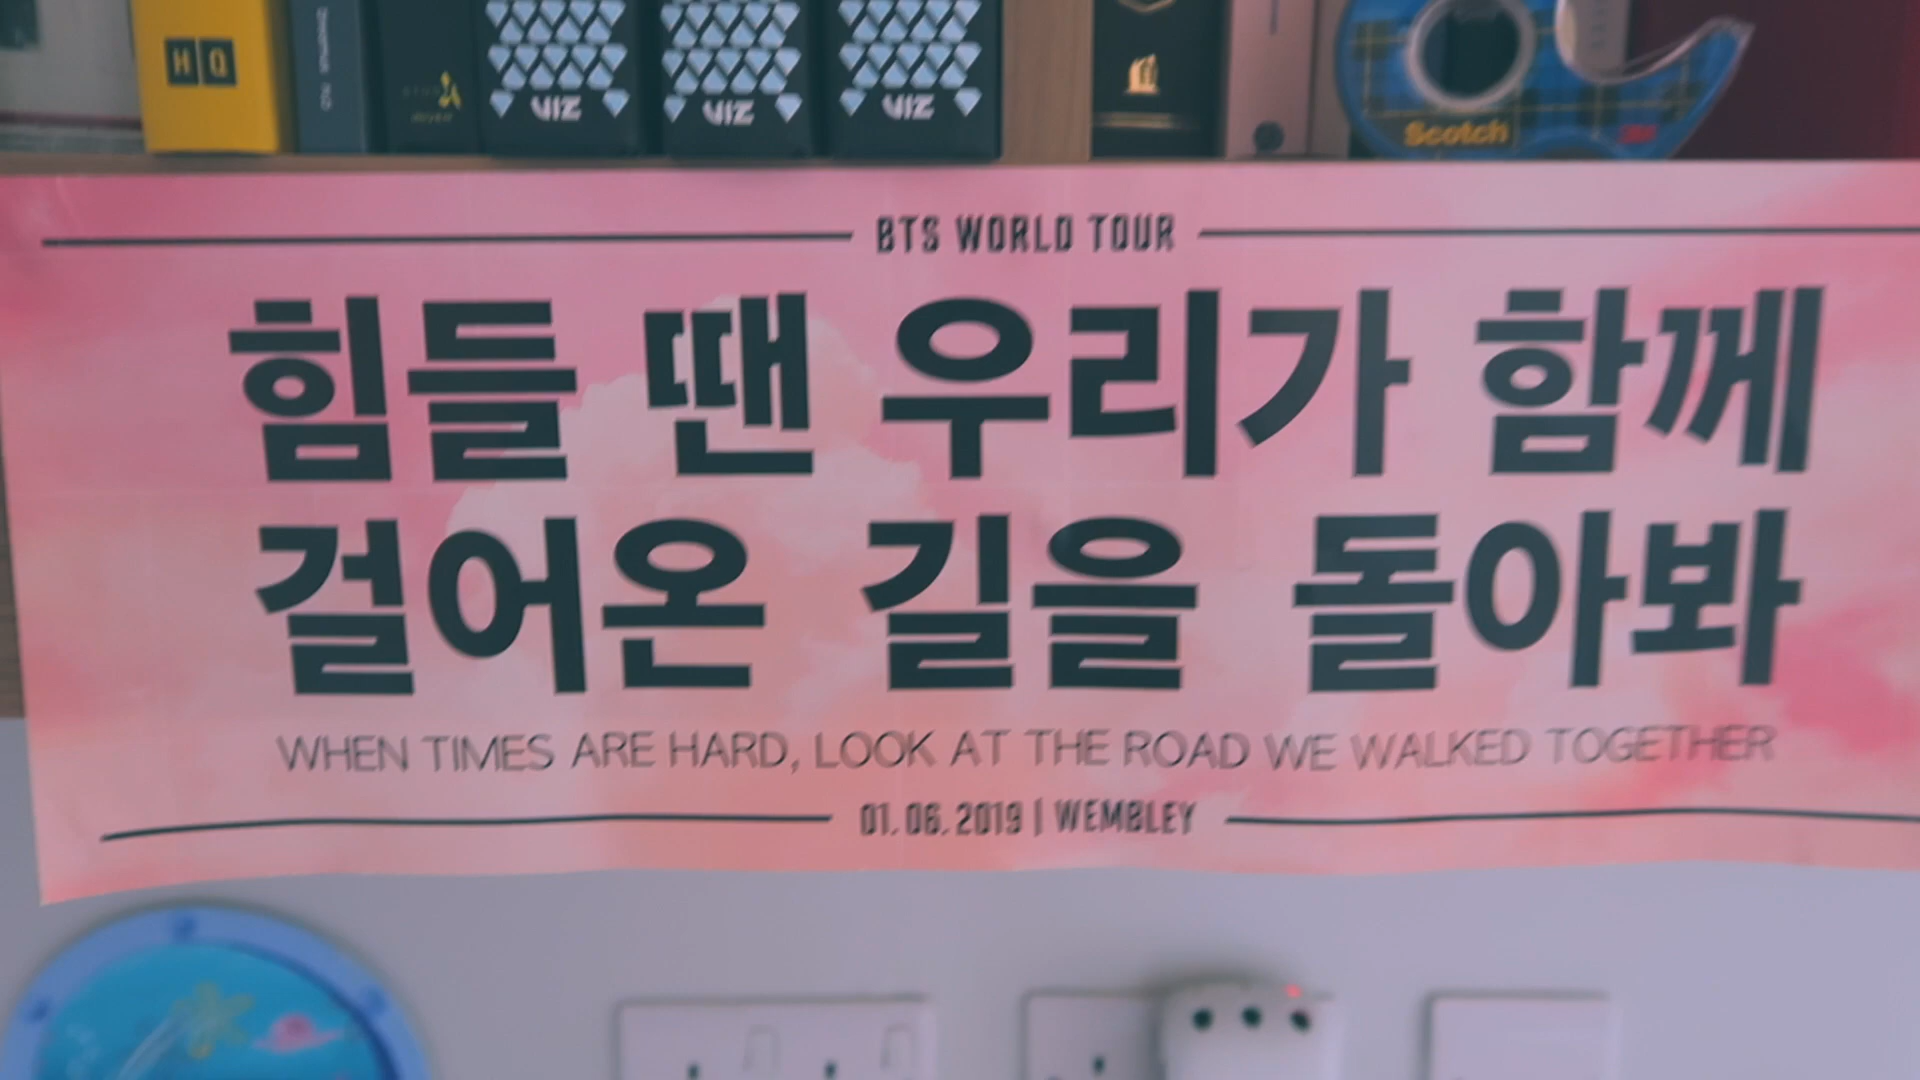 HQ
VIZ
VIZ
VIZ
Scotch
3M
BTS WORLD TOUR
힘들 땐 우리가 함께
걸어온 길을 돌아봐
WHEN TIMES ARE HARD, LOOK AT THE ROAD WE WALKED TOGETHER
01.06.2019 | WEMBLEY